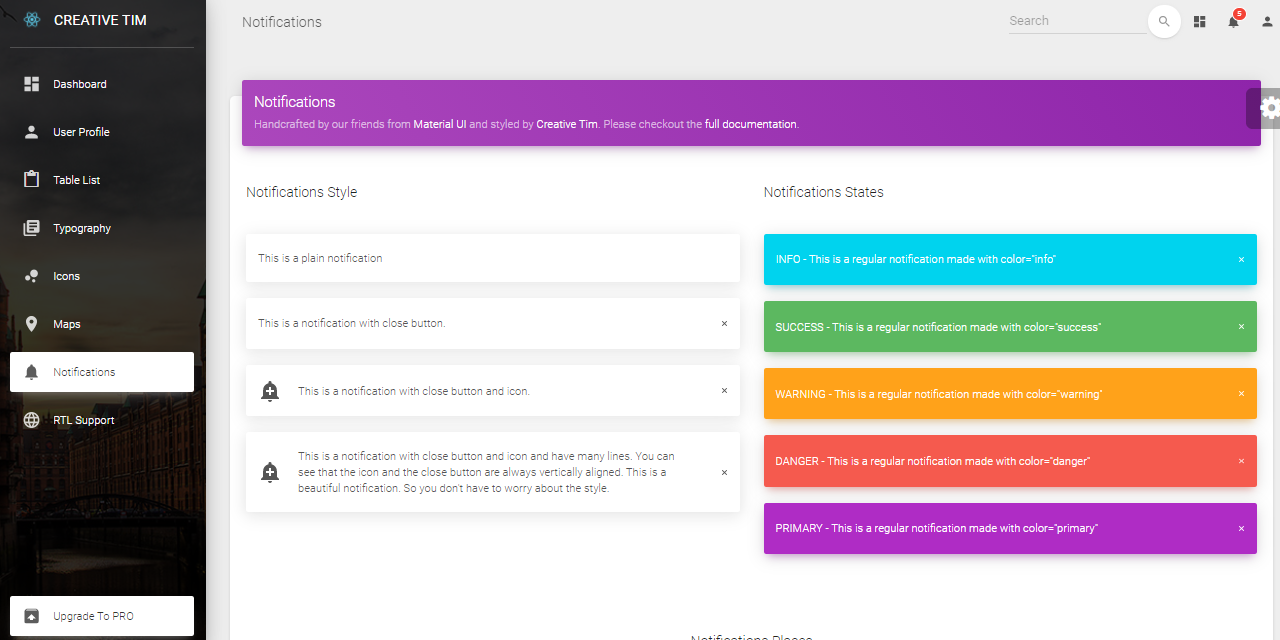 CREATIVE TIM
Dashboard
User Profile
Table List
Typography
Icons
Maps
Notifications
RTL Support
Upgrade To PRO
Notifications
Search
5
Notifications
Handcrafted by our friends from Material UI and styled by Creative Tim. Please checkout the full documentation.
Notifications Style
This is a plain notification
This is a notification with close button.
This is a notification with close button and icon.
This is a notification with close button and icon and have many lines. You can
see that the icon and the close button are always vertically aligned. This is a
beautiful notification. So you don't have to worry about the style.
Notifications States
INFO - This is a regular notification made with color="info"
SUCCESS - This is a regular notification made with color="success"
WARNING - This is a regular notification made with color="warning"
DANGER - This is a regular notification made with color="danger"
PRIMARY - This is a regular notification made with color="primary"
Notifications Places